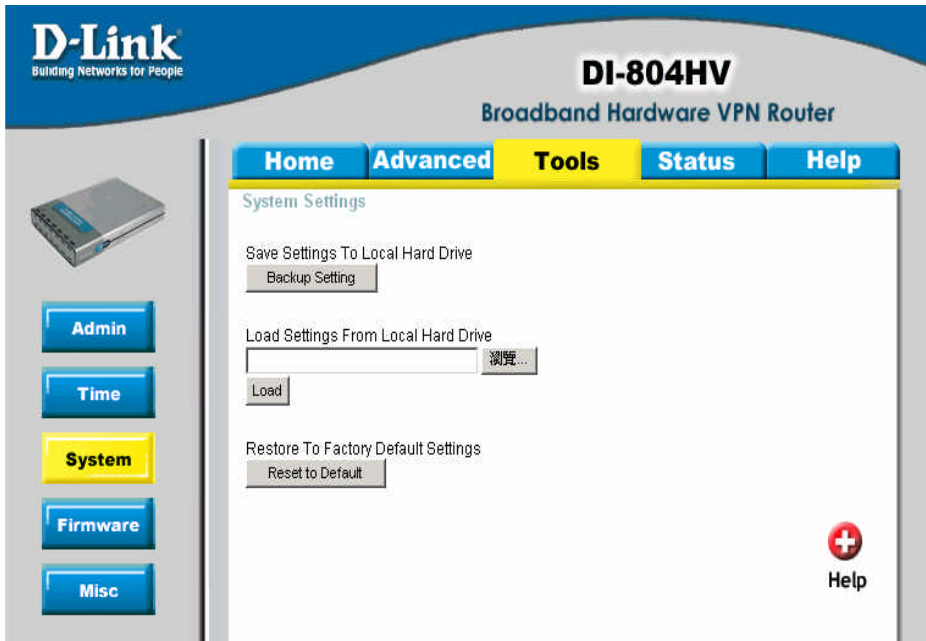 D-Link
Building Networks for People
DI-804HV
Broadband Hardware VPN Router
Home
Advanced
Tools
Status
Help
System Settings
Save Settings To Local Hard Drive
Backup Setting
Load Settings From Local Hard Drive
瀏覽...
Load
Restore To Factory Default Settings
Reset to Default
Admin
Time
System
Firmware
Misc
Help